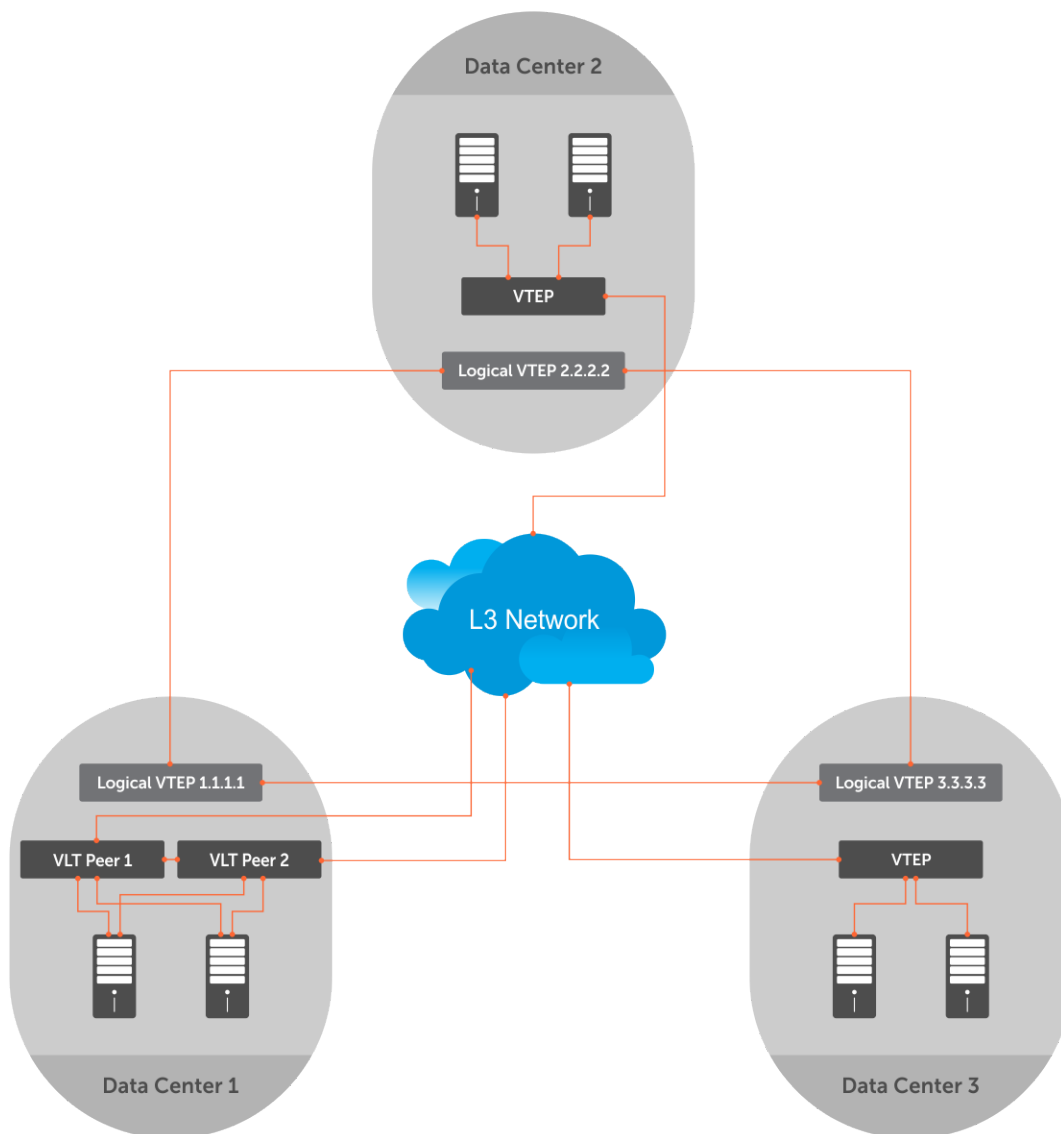 Data Center 2
VTEP
Logical VTEP 2.2.2.2
L3 Network
Logical VTEP 1.1.1.1
Logical VTEP 3.3.3.3
VLT Peer 1
VLT Peer 2
VTEP
Data Center 1
Data Center 3